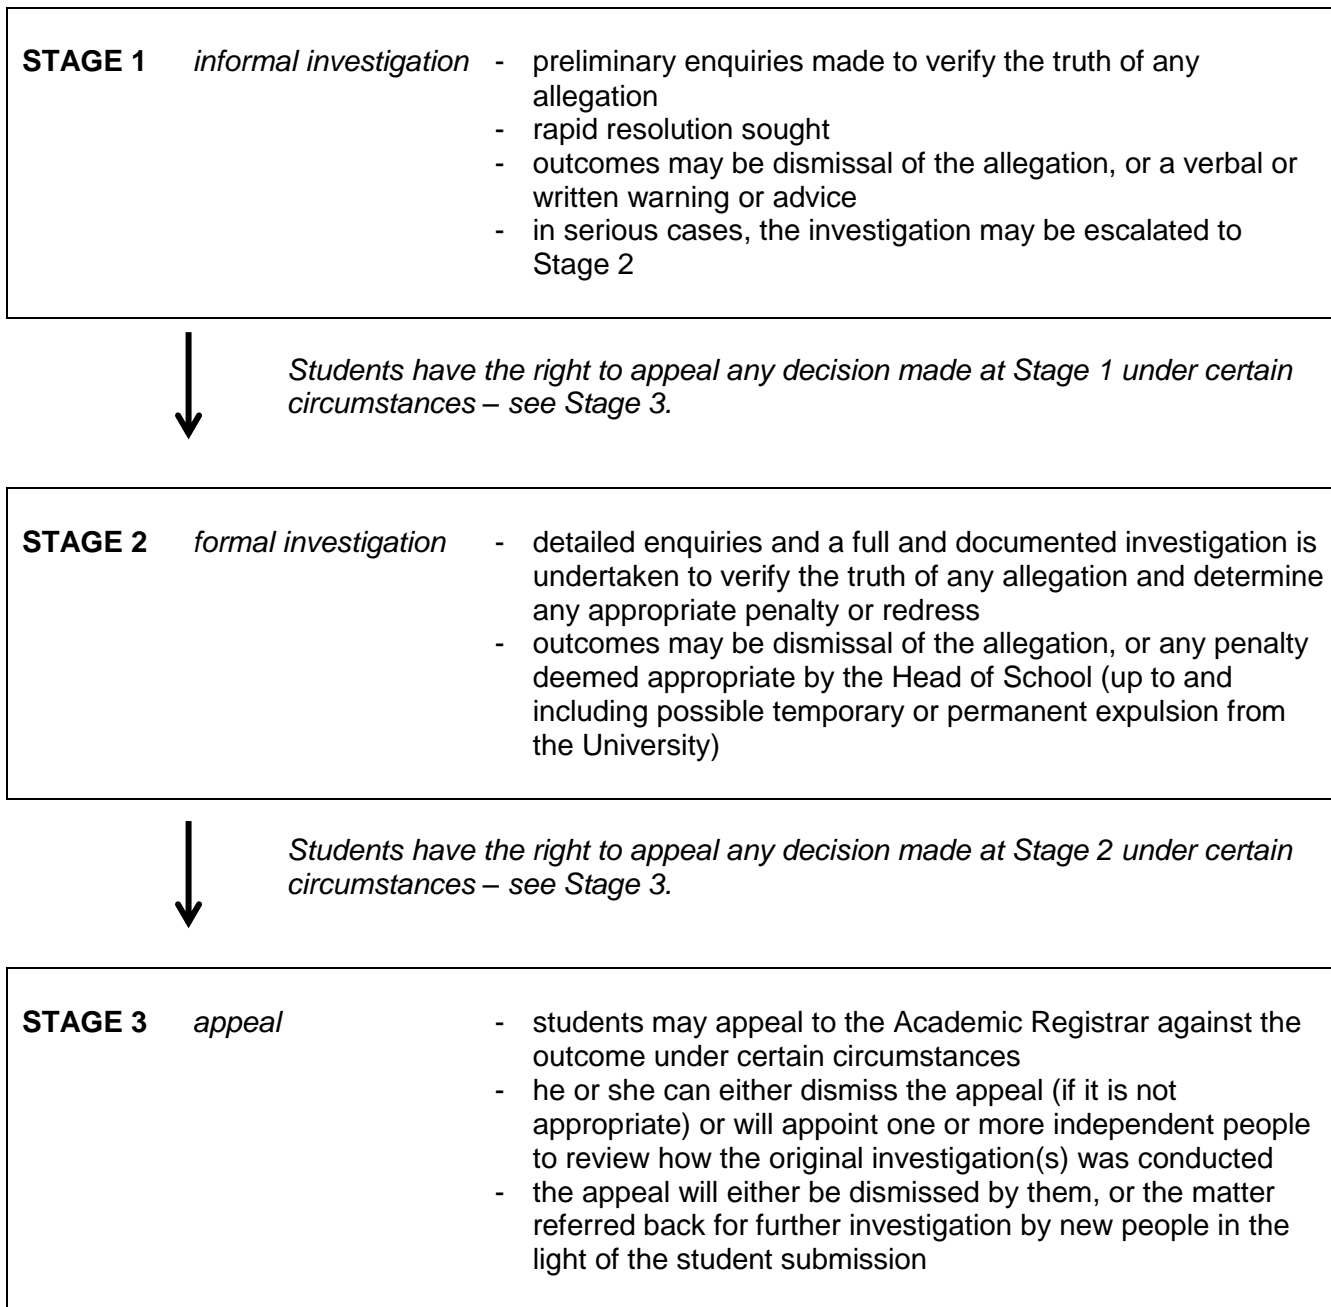 STAGE 1 informal investigation - preliminary enquiries made to verify the truth of any
allegation
- rapid resolution sought
- outcomes may be dismissal of the allegation, or a verbal or
written warning or advice
- in serious cases, the investigation may be escalated to
Stage 2
Students have the right to appeal any decision made at Stage 1 under certain
circumstances – see Stage 3.
STAGE 2 formal investigation - detailed enquiries and a full and documented investigation is
undertaken to verify the truth of any allegation and determine
any appropriate penalty or redress
- outcomes may be dismissal of the allegation, or any penalty
deemed appropriate by the Head of School (up to and
including possible temporary or permanent expulsion from
the University)
Students have the right to appeal any decision made at Stage 2 under certain
circumstances – see Stage 3.
STAGE 3 appeal - students may appeal to the Academic Registrar against the
outcome under certain circumstances
- he or she can either dismiss the appeal (if it is not
appropriate) or will appoint one or more independent people
to review how the original investigation(s) was conducted
- the appeal will either be dismissed by them, or the matter
referred back for further investigation by new people in the
light of the student submission